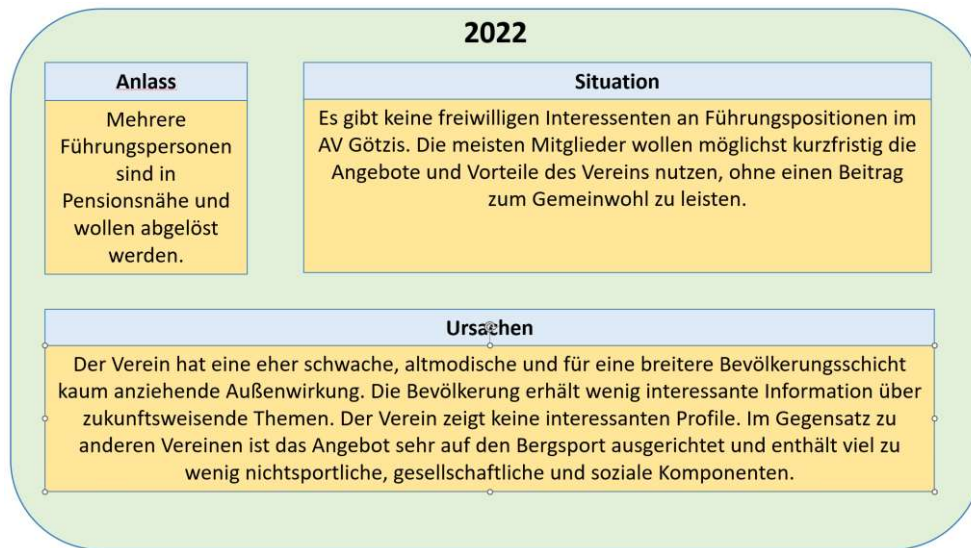 2022
Anlass
Mehrere
Führungspersonen
sind in
Pensionsnähe und
wollen abgelöst
werden.
Situation
Es gibt keine freiwilligen Interessenten an Führungspositionen im
AV Götzis. Die meisten Mitglieder wollen möglichst kurzfristig die
Angebote und Vorteile des Vereins nutzen, ohne einen Beitrag
zum Gemeinwohl zu leisten.
Ursachen
Der Verein hat eine eher schwache, altmodische und für eine breitere Bevölkerungsschicht
kaum anziehende Außenwirkung. Die Bevölkerung erhält wenig interessante Information über
zukunftsweisende Themen. Der Verein zeigt keine interessanten Profile. Im Gegensatz zu
anderen Vereinen ist das Angebot sehr auf den Bergsport ausgerichtet und enthält viel zu
wenig nichtsportliche, gesellschaftliche und soziale Komponenten.